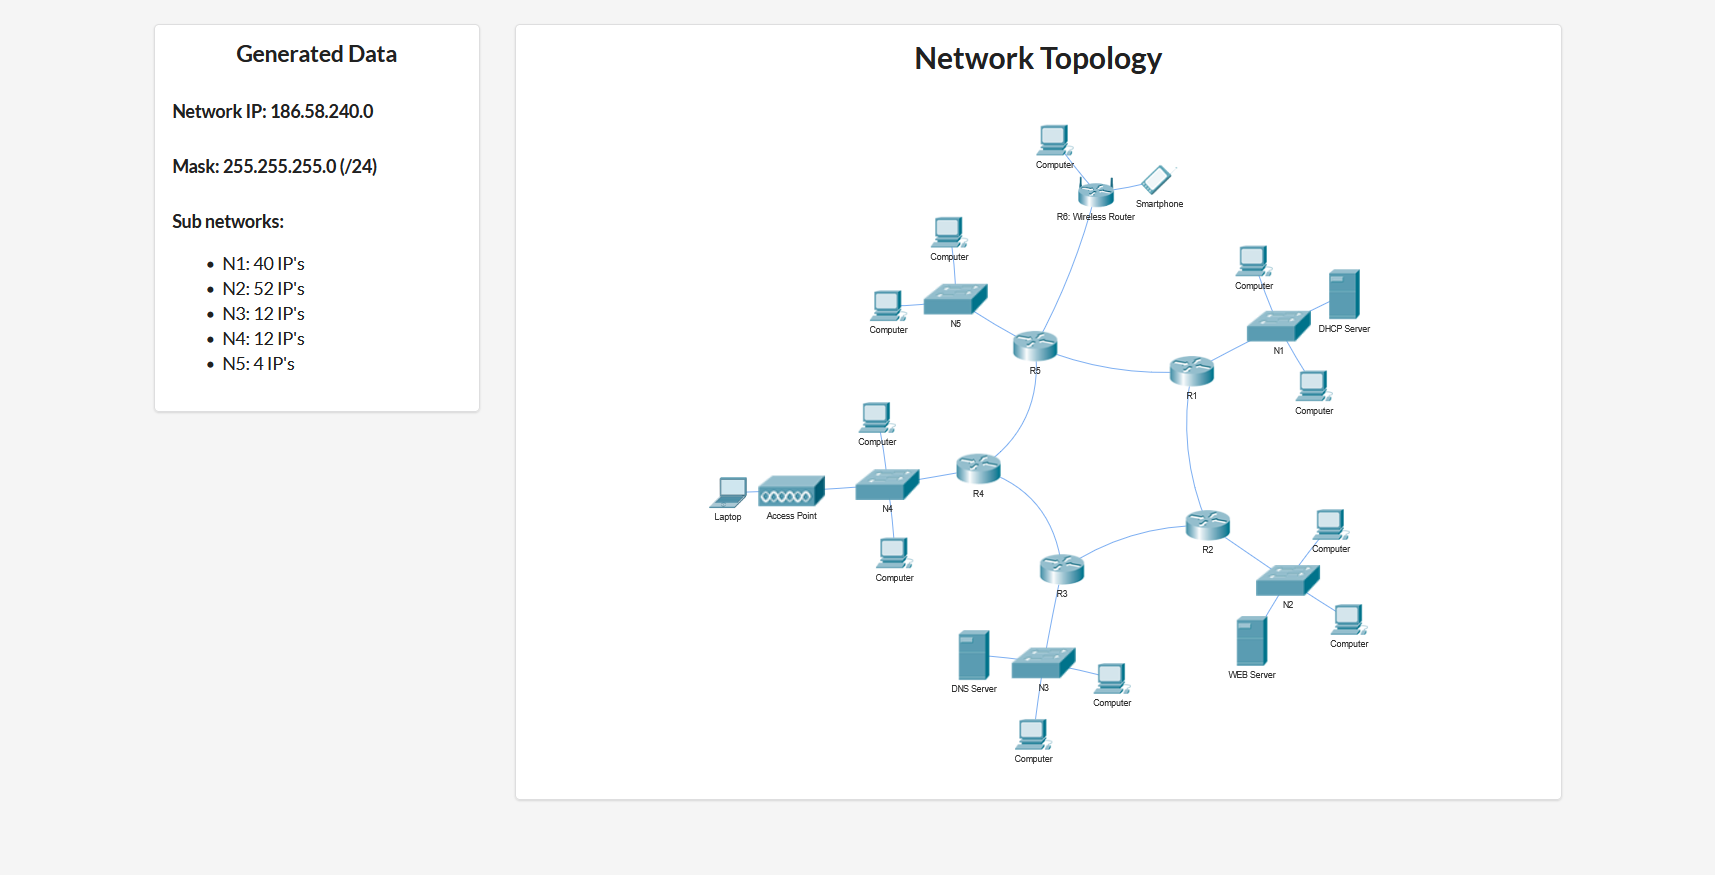 Generated Data
Network IP: 186.58.240.0
Mask: 255.255.255.0 (/24)
Sub networks:
N1: 40 IP's
N2: 52 IP's
N3: 12 IP's
N4: 12 IP's
N5: 4 IP's
Network Topology
Computer
Smartphone
R6: Wireless Router
Computer
Computer
N5
Computer
DHCP Server
N1
R5
R1
Computer
Computer
R4
N4
Laptop
Access Point
Computer
Computer
R2
R3
N2
Computer
WEB Server
DNS Server
N3
Computer
Computer